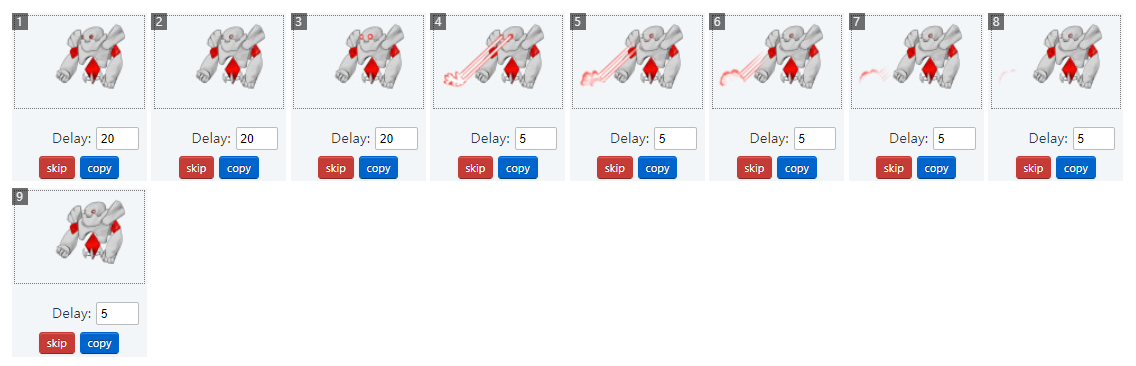 1 2 3 4 5 6 7 8
Delay: 20 Delay: 20 Delay: 20 Delay: 5 Delay: 5 Delay: 5 Delay: 5 Delay: 5
skip copy skip copy skip copy skip copy skip copy skip copy skip copy skip copy
9
Delay: 5
skip copy